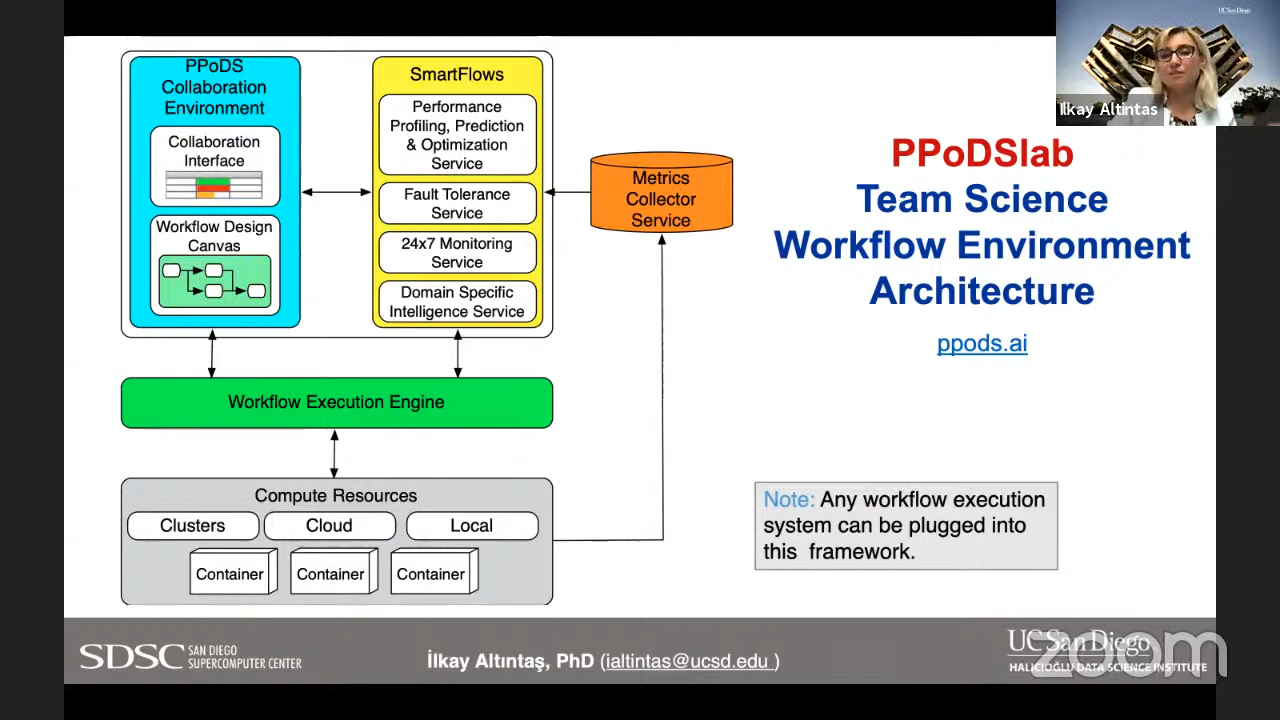 UC San Diego
Ilkay Altintas
PPoDS
Collaboration
Environment
Collaboration
Interface
Workflow Design
Canvas
SmartFlows
Performance
Profiling, Prediction
& Optimization
Service
Fault Tolerance
Service
24x7 Monitoring
Service
Domain Specific
Intelligence Service
Metrics
Collector
Service
PPoDSlab
Team Science
Workflow Environment
Architecture
ppods.ai
Workflow Execution Engine
Compute Resources
Clusters
Cloud
Local
Container
Container
Container
Note: Any workflow execution
system can be plugged into
this framework.
SDSC SAN DIEGO
SUPERCOMPUTER CENTER
İlkay Altıntaş, PhD (ialtintas@ucsd.edu )
UC San Diego
HALICIOĞLU DATA SCIENCE INSTITUTE
zoom